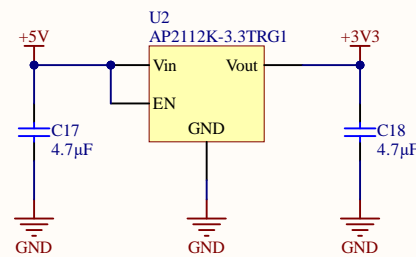 U2
AP2112K-3.3TRG1
+5V
+3V3
Vin
Vout
EN
GND
C17
4.7µF
C18
4.7µF
GND
GND
GND